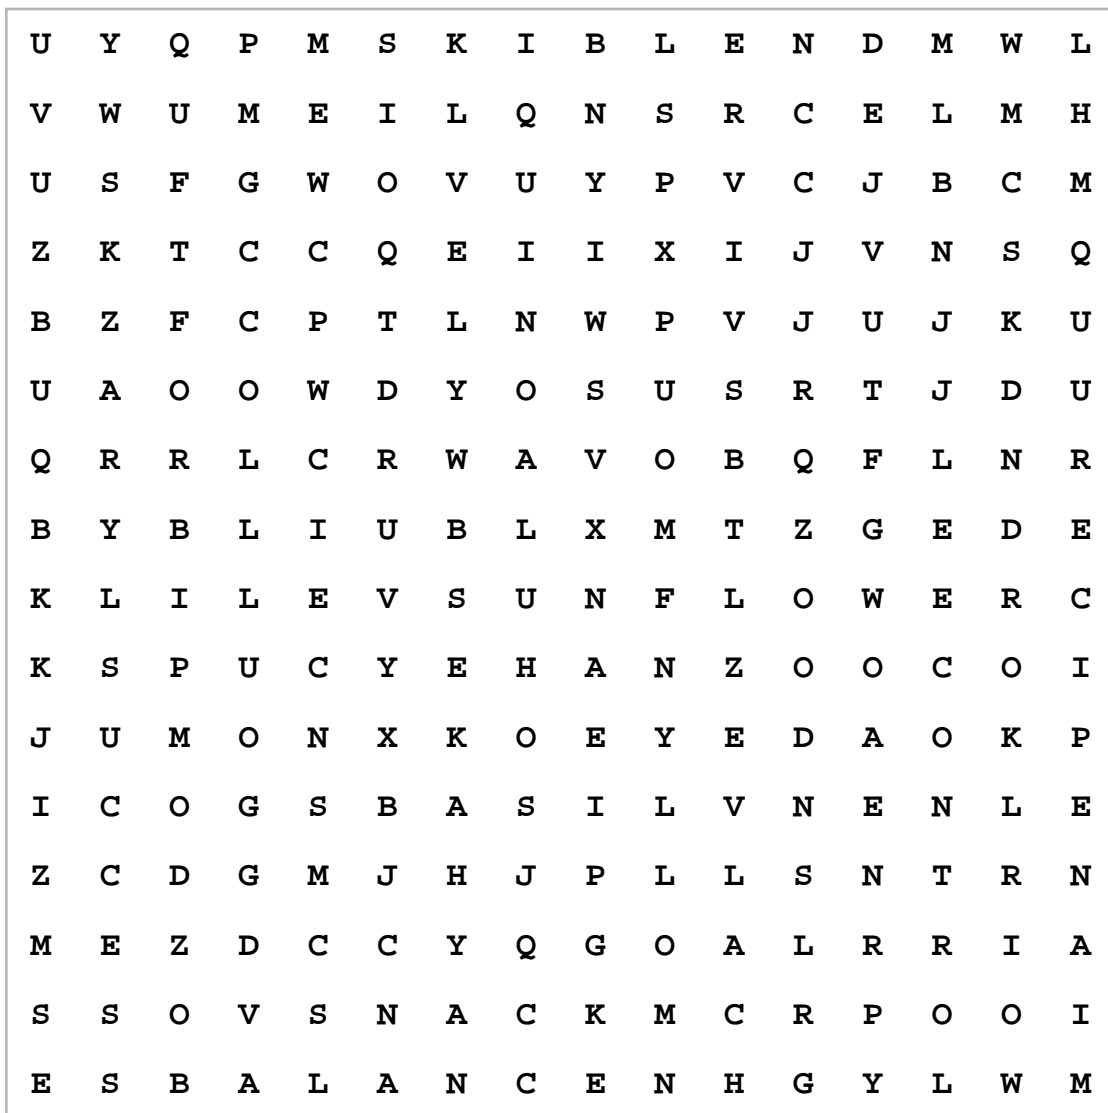 U Y Q P M S K I B L E N D M W L
V W U M E I L Q N S R C E L M H
U S F G W O V U Y P V C J B C M
Z K T C C Q E I I X I J V N S Q
B Z F C P T L N W P V J U J K U
U A O O W D Y O S U S R T J D U
Q R R L C R W A V O B Q F L N R
B Y B L I U B L X M T Z G E D E
K L I L E V S U N F L O W E R C
K S P U C Y E H A N Z O O C O I
J U M O N X K O E Y E D A O K P
I C O G S B A S I L V N E N L E
Z C D G M J H J P L L S N T R N
M E Z D C C Y Q G O A L R R I A
S S O V S N A C K M C R P O O I
E S B A L A N C E N H G Y L W M